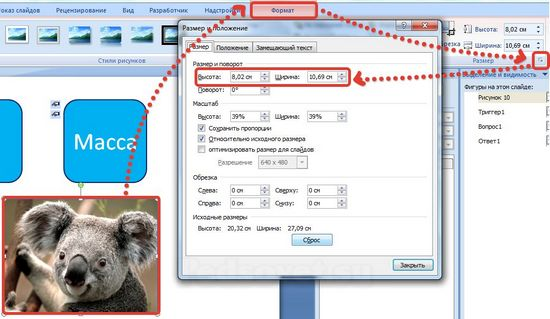 оказ слайдов Рецензирование Вид Разработчик Надстройки Формат
Стили рисунков
Высота: 8,02 см
Ширина: 10,69 см
Размер
Размер и положение
Размер Положение Замещающий текст
Размер и поворот
Высота: 8,02 см Ширина: 10,69 см
Поворот: 0°
Масштаб
Высота: 39% Ширина: 39%
Сохранить пропорции
Относительно исходного размера
оптимизировать размер для слайдов
Разрешение 640 x 480
Обрезка
Слева: 0 см Сверху: 0 см
Справа: 0 см Снизу: 0 см
Исходные размеры
Высота: 20,32 см Ширина: 27,09 см
Сброс
Закрыть
деление и видимость
Фигуры на этом слайде:
Рисунок 10
Триггер1
Вопрос1
Ответ1
Масса